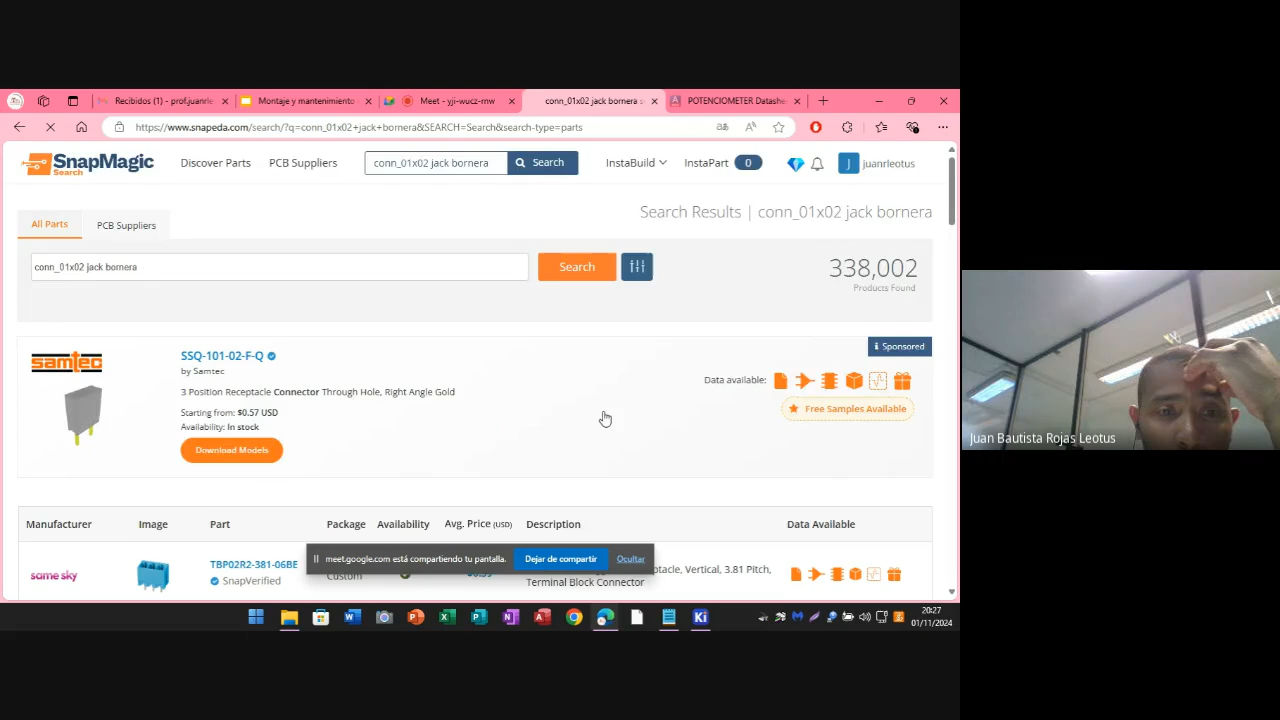 Recibidos (1) - prof.juanrle
Montaje y mantenimiento
Meet - yji-wucz-rnw
conn_01x02 jack bornera s
POTENCIOMETER Datashe
https://www.snapeda.com/search/?q=conn_01x02+jack+bornera&SEARCH=Search&search-type=parts
SnapMagic
Search
Discover Parts
PCB Suppliers
conn_01x02 jack bornera
Search
InstaBuild
InstaPart
0
J
juanrleotus
All Parts
PCB Suppliers
Search Results | conn_01x02 jack bornera
conn_01x02 jack bornera
Search
338,002
Products Found
samtec
SSQ-101-02-F-Q
by Samtec
3 Position Receptacle Connector Through Hole, Right Angle Gold
Starting from: $0.57 USD
Availability: In stock
Download Models
Sponsored
Data available:
Free Samples Available
Manufacturer
Image
Part
Package
Availability
Avg. Price (USD)
Description
Data Available
same sky
TBP02R2-381-06BE
SnapVerified
Custom
Vertical, 3.81 Pitch,
Terminal Block Connector
meet.google.com está compartiendo tu pantalla.
Dejar de compartir
Ocultar
20:27
01/11/2024
Juan Bautista Rojas Leotus